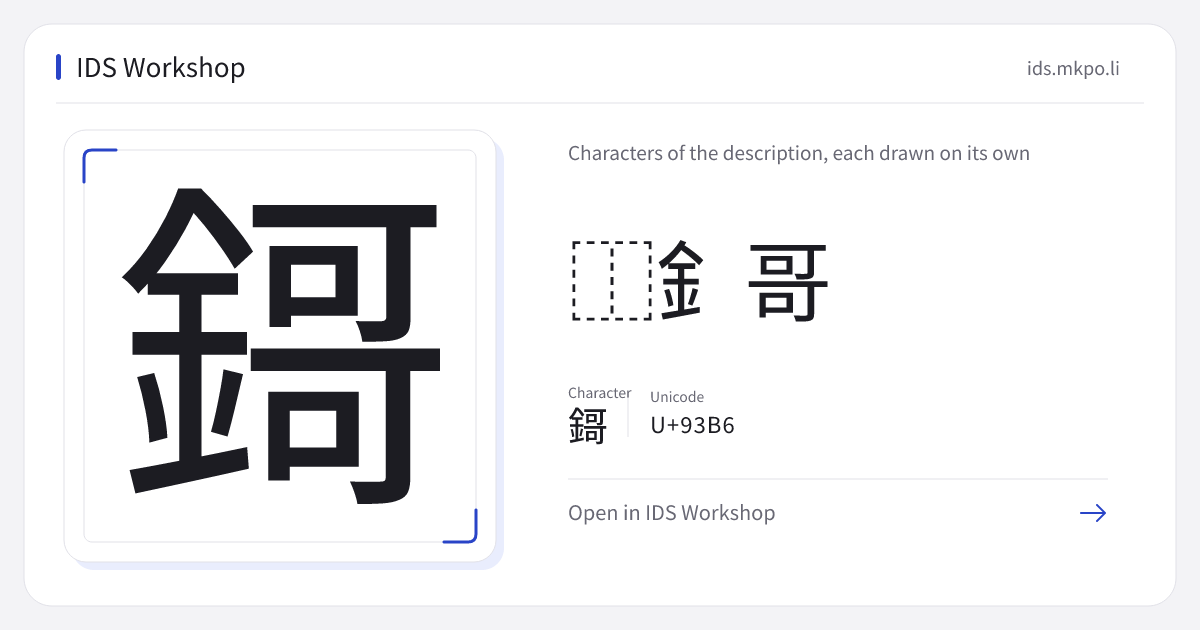 IDS Workshop
ids.mkpo.li
鎶
Characters of the description, each drawn on its own
⿰釒哥
Character
鎶
Unicode
U+93B6
Open in IDS Workshop